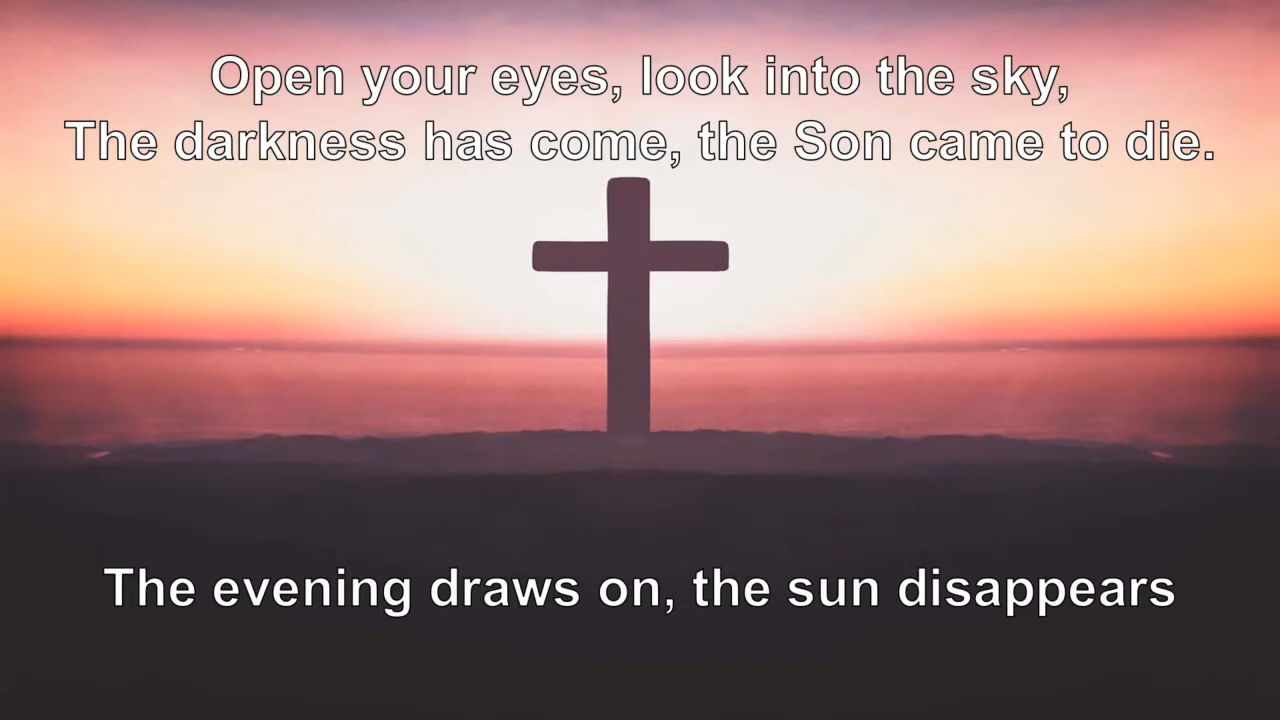 Open your eyes, look into the sky,
The darkness has come, the Son came to die.
The evening draws on, the sun disappears